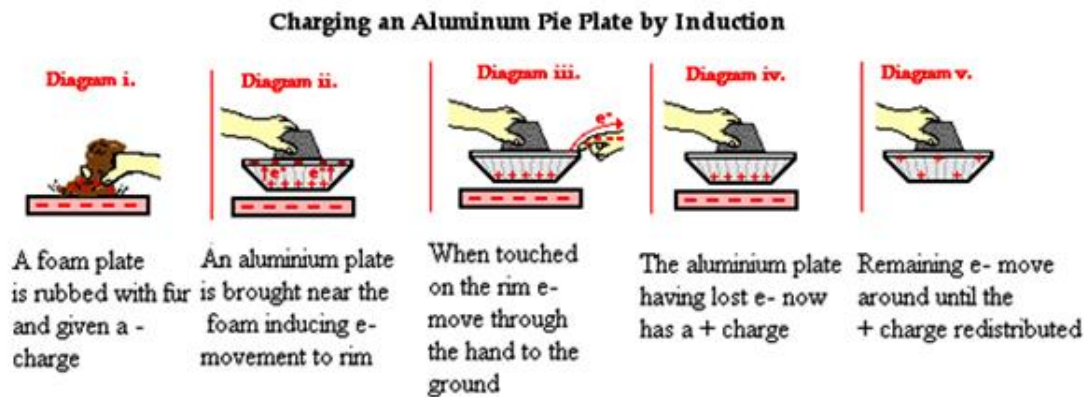 Charging an Aluminum Pie Plate by Induction
Diagram i.
Diagram ii.
Diagram iii.
Diagram iv.
Diagram v.
e-
e- e-
A foam plate
is rubbed with fur
and given a -
charge
An aluminium plate
is brought near the
foam inducing e-
movement to rim
When touched
on the rim e-
move through
the hand to the
ground
The aluminium plate
having lost e- now
has a + charge
Remaining e- move
around until the
+ charge redistributed